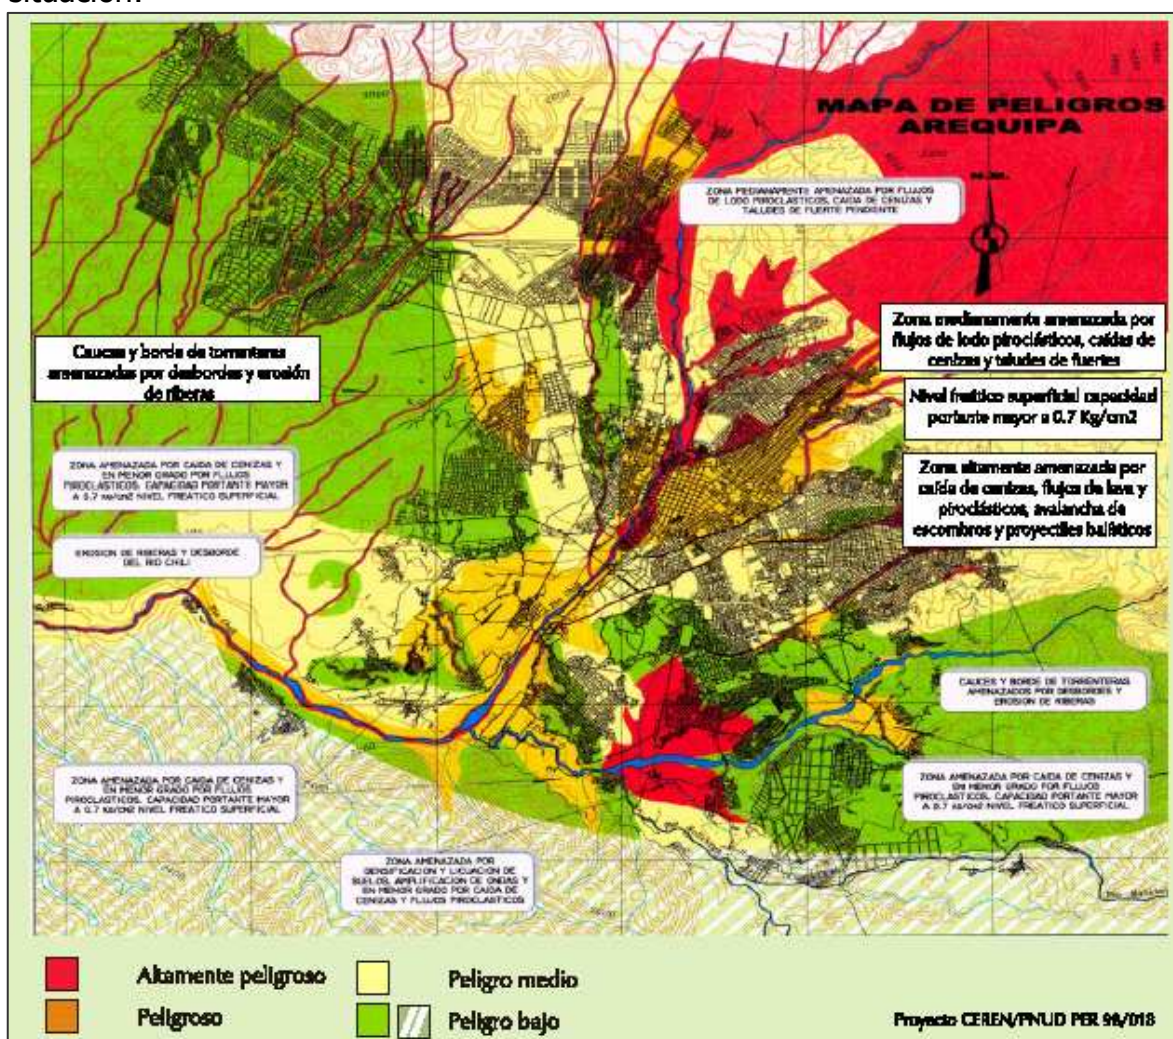 situación.
MAPA DE PELIGROS
AREQUIPA
ZONA MEDIANAMENTE AMENAZADA POR FLUJOS
DE LODO PIROCLASTICOS, CAIDA DE CENIZAS Y
TALUDES DE FUERTE PENDIENTE
Zona medianamente amenazada por
flujos de lodo piroclásticos, caídas de
cenizas y taludes de fuertes
Cauces y borde de torrenteras
amenazadas por desbordes y erosión
de riberas
Nivel freático superficial capacidad
portante mayor a 0.7 Kg/cm2
Zona altamente amenazada por
caída de cenizas, flujos de lava y
piroclásticos, avalancha de
escombros y proyectiles balísticos
ZONA AMENAZADA POR CAIDA DE CENIZAS Y
EN MENOR GRADO POR FLUJOS
PIROCLASTICOS. CAPACIDAD PORTANTE MAYOR
A 0.7 KG/CM2 NIVEL FREATICO SUPERFICIAL
EROSION DE RIBERAS Y DESBORDE
DEL RIO CHILI
CAUCES Y BORDE DE TORRENTERAS
AMENAZADOS POR DESBORDES Y
EROSION DE RIBERAS
ZONA AMENAZADA POR CAIDA DE CENIZAS Y
EN MENOR GRADO POR FLUJOS
PIROCLASTICOS. CAPACIDAD PORTANTE MAYOR
A 0.7 KG/CM2 NIVEL FREATICO SUPERFICIAL
ZONA AMENAZADA POR CAIDA DE CENIZAS Y
EN MENOR GRADO POR FLUJOS
PIROCLASTICOS. CAPACIDAD PORTANTE MAYOR
A 0.7 KG/CM2 NIVEL FREATICO SUPERFICIAL
ZONA AMENAZADA POR
DENSIFICACION Y LICUACION DE
SUELOS, AMPLIFICACION DE ONDAS Y
EN MENOR GRADO POR CAIDA DE
CENIZAS Y FLUJOS PIROCLASTICOS
Altamente peligroso
Peligro medio
Peligroso
Peligro bajo
Proyecto CEREN/PNUD PER 98/018